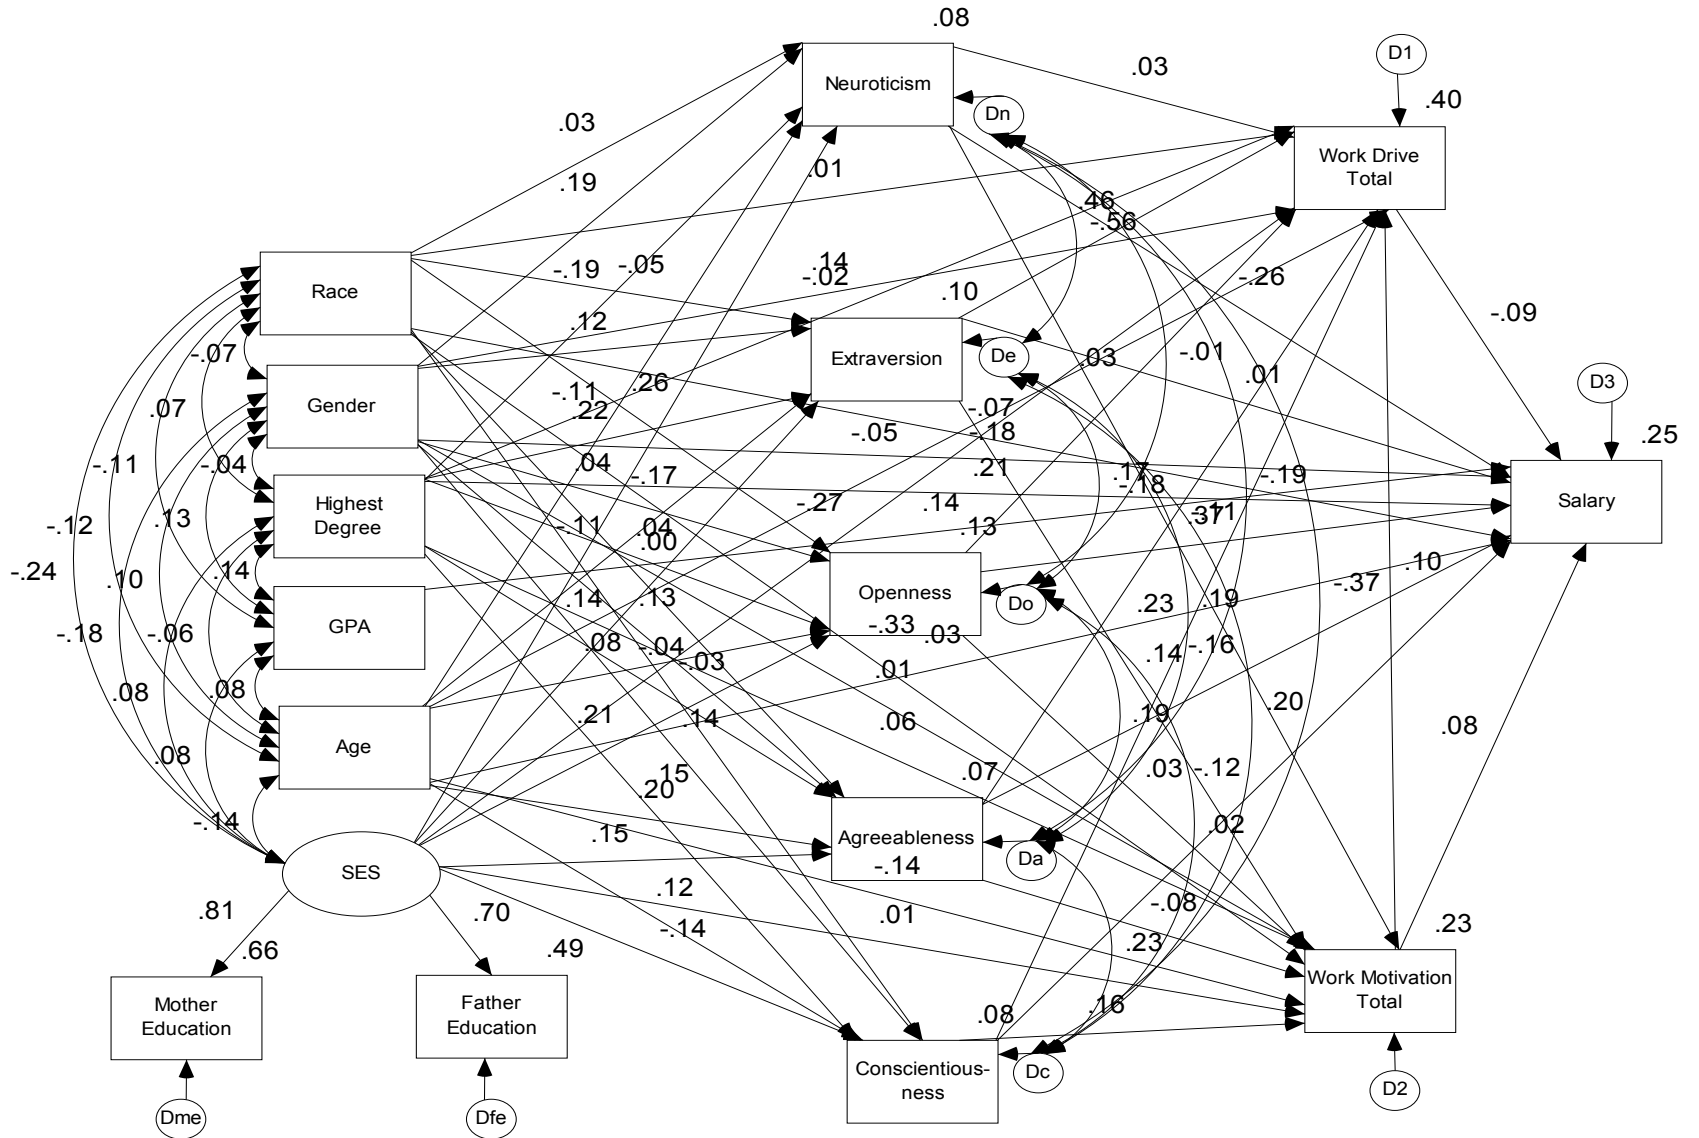 .08
D1
.03
Neuroticism
.40
Dn
.03
Work Drive
Total
.01
.19
.46
-.56
-.19
-.05
.14
-.02
-.26
Race
.10
.12
-.09
-.07
Extraversion
De
.03
-.01
.01
D3
.26
-.11
.22
.07
Gender
-.07
-.18
-.05
.25
-.11
-.04
.04
-.17
.21
.17
-.18
-.19
Salary
Highest
Degree
-.27
.14
.13
.37
-.11
-.12
.13
-.11
.04
.00
-.24
.10
.14
.14
.13
Openness
Do
.23
.19
-.37
.10
-.18
-.06
GPA
.08
-.04
-.03
-.33
.03
.14
-.16
.01
.08
.08
.21
.14
.06
.19
.20
.08
Age
.08
.15
.20
.07
.03
-.12
-.14
.15
Agreeableness
Da
.02
SES
-.14
.12
.81
.70
.01
-.08
.23
-.14
.66
.49
.23
Work Motivation
Total
Mother
Education
Father
Education
.08
.16
Conscientious-
ness
Dc
D2
Dme
Dfe